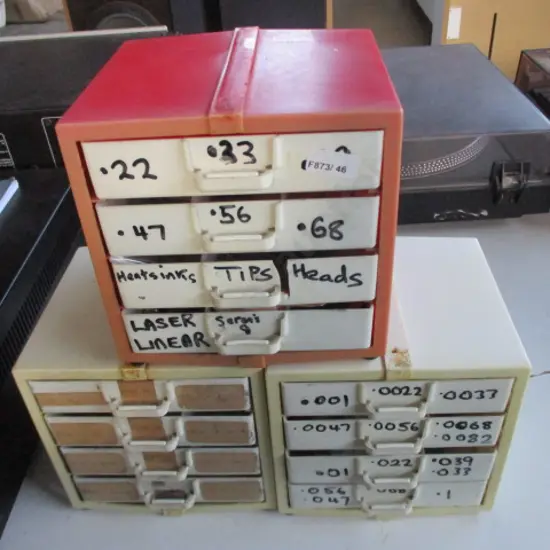 .22 .33
F873/46
.47 .56 .68
Heatsinks TIPS Heads
LASER
LINEAR
.001 .0022 .0033
.0047 .0056 .0068
.0082
.01 .022 .039
.033
.056
.047 .1